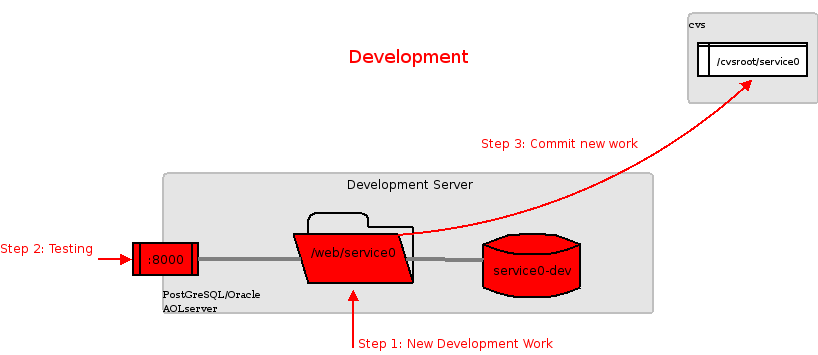 cvs
Development
/cvsroot/service0
Step 3: Commit new work
Development Server
Step 2: Testing
:8000
/web/service0
service0-dev
PostGreSQL/Oracle
AOLserver
Step 1: New Development Work